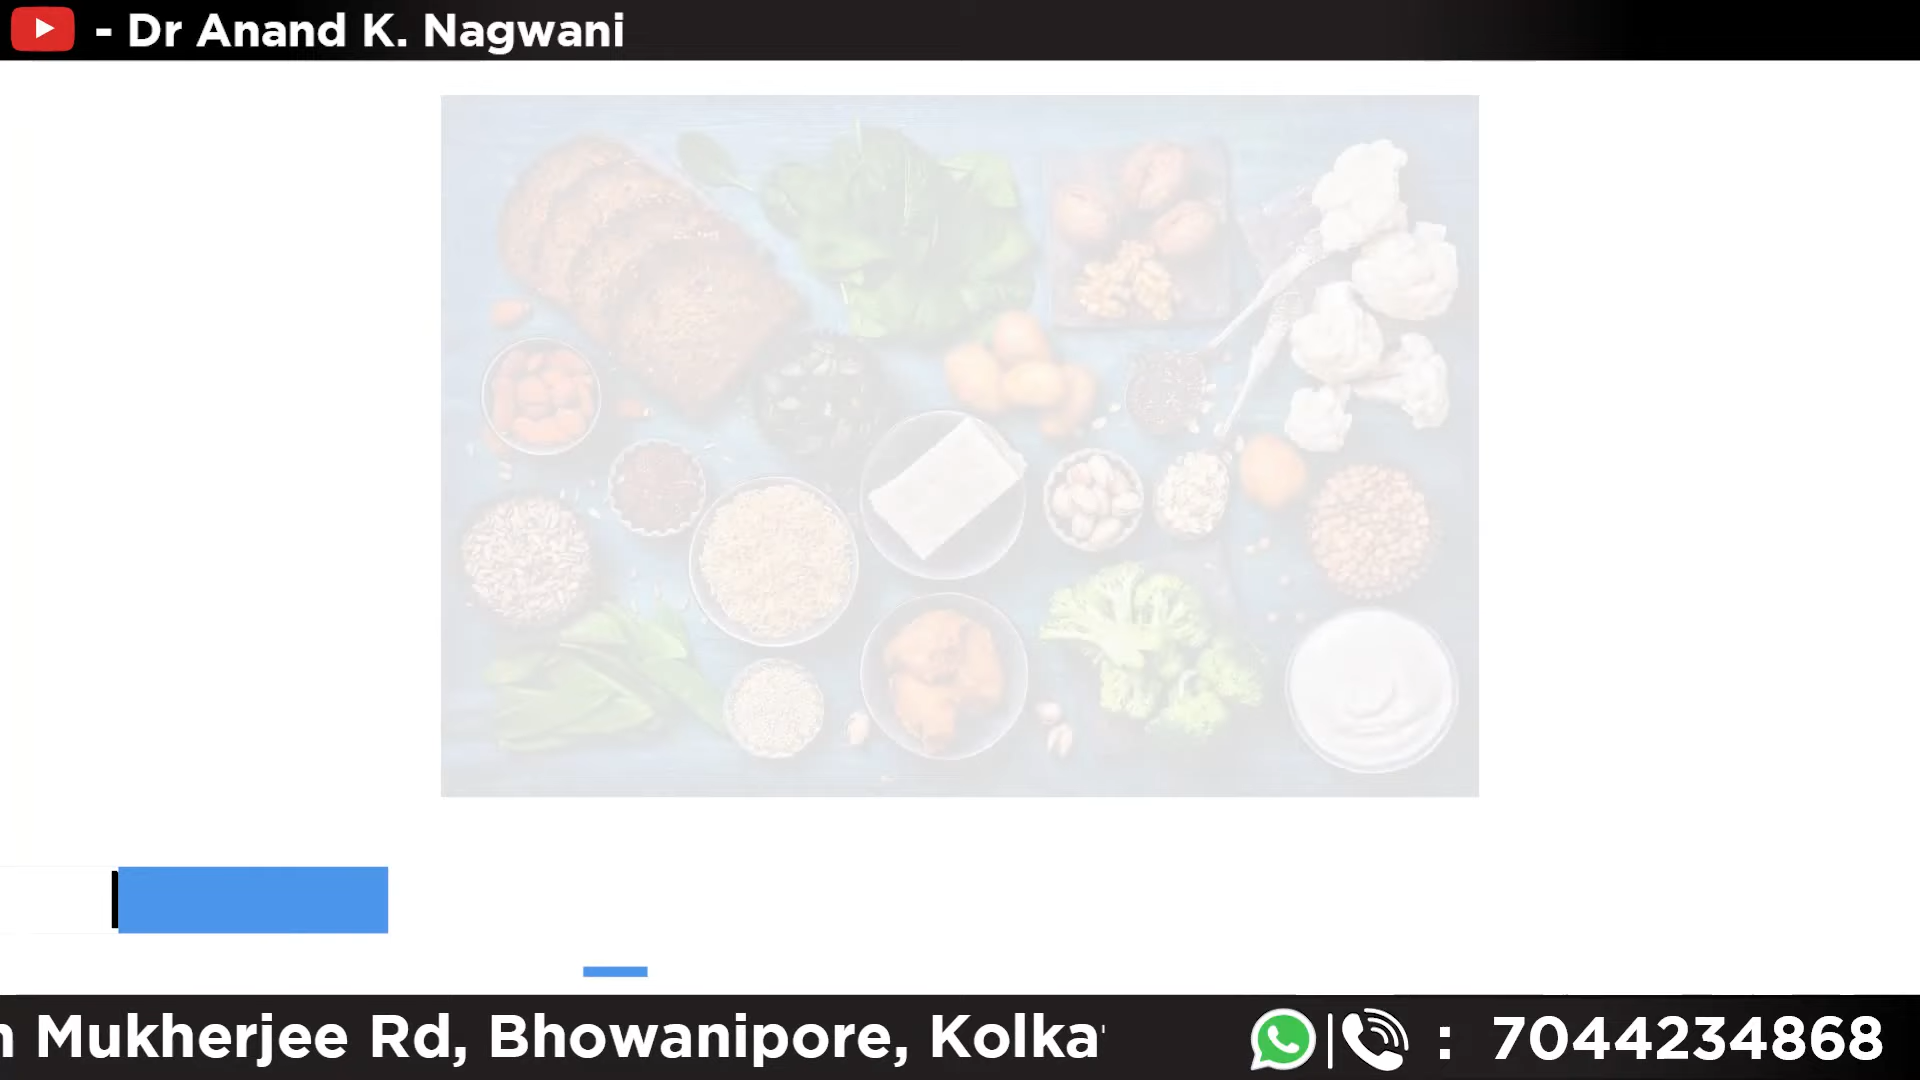 - Dr Anand K. Nagwani
Mukherjee Rd, Bhowanipore,
: 7044234868